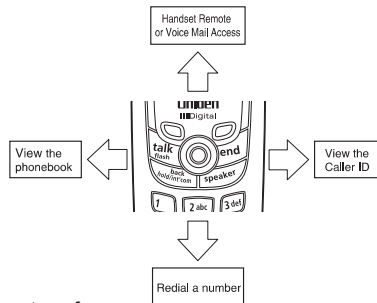 Handset Remote
or Voice Mail Access
Uniden
Digital
View the
phonebook
talk
flash
end
View the
Caller ID
back
hold/int'com
speaker
1
2 abc
3 def
Redial a number